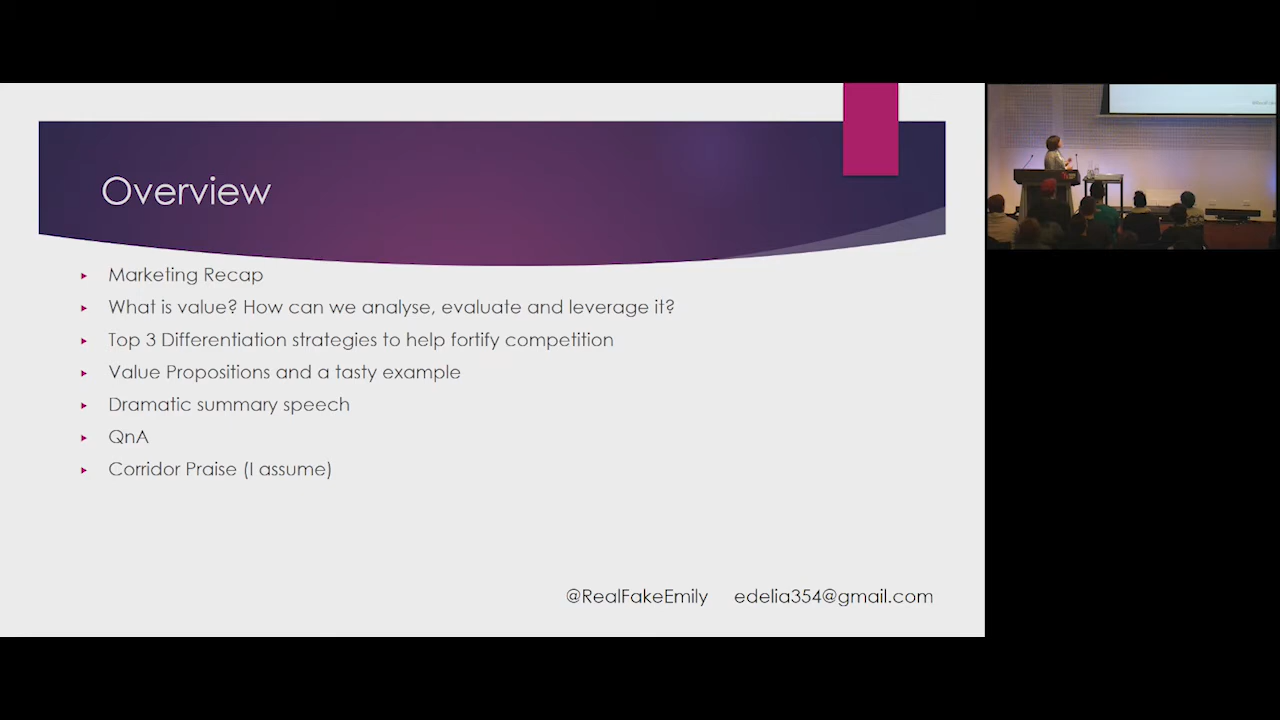 Overview
Marketing Recap
What is value? How can we analyse, evaluate and leverage it?
Top 3 Differentiation strategies to help fortify competition
Value Propositions and a tasty example
Dramatic summary speech
QnA
Corridor Praise (I assume)
@RealFakeEmily edelia354@gmail.com